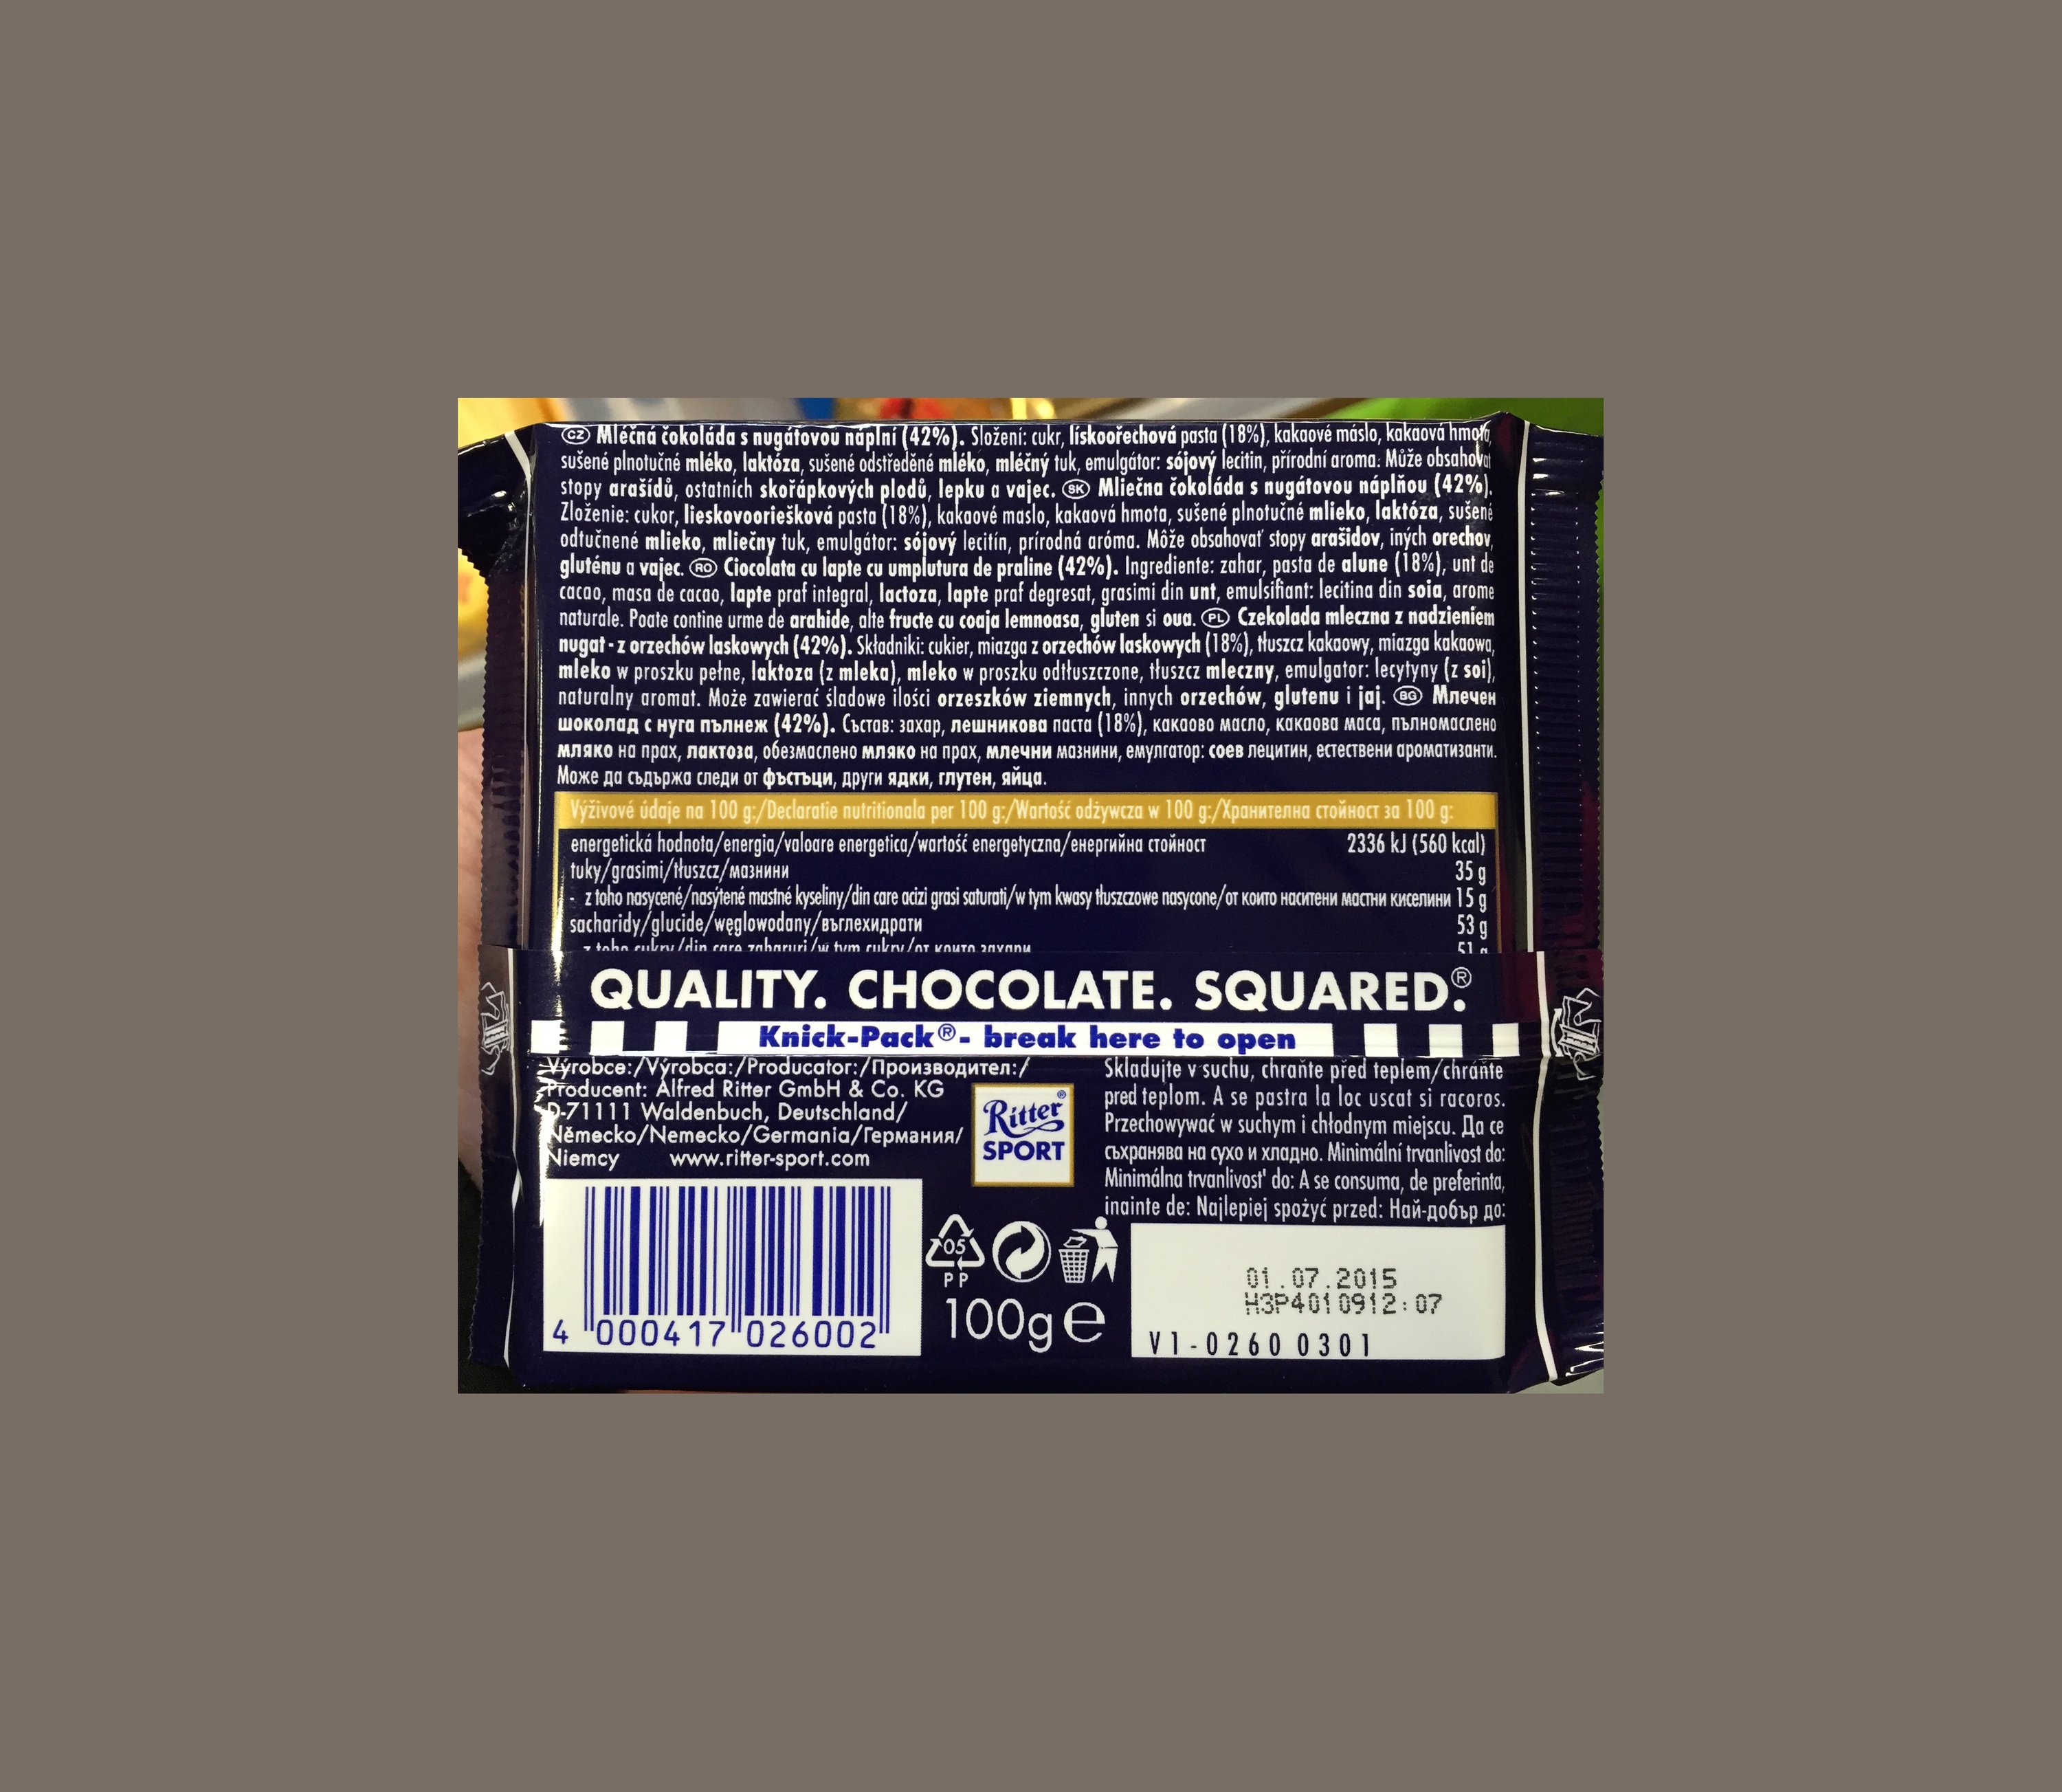 CZ Mléčná čokoláda s nugátovou náplní (42%). Složení: cukr, lískoořechová pasta (18%), kakaové máslo, kakaová hmota,
sušené plnotučné mléko, laktóza, sušené odstředěné mléko, mléčný tuk, emulgátor: sójový lecitin, přírodní aroma. Může obsahovat
stopy arašídů, ostatních skořápkových plodů, lepku a vajec. SK Mliečna čokoláda s nugátovou náplňou (42%).
Zloženie: cukor, lieskovooriešková pasta (18%), kakaové maslo, kakaová hmota, sušené plnotučné mlieko, laktóza, sušené
odtučnené mlieko, mliečny tuk, emulgátor: sójový lecitín, prírodná aróma. Môže obsahovať stopy arašidov, iných orechov,
gluténu a vajec. RO Ciocolata cu lapte cu umplutura de praline (42%). Ingrediente: zahar, pasta de alune (18%), unt de
cacao, masa de cacao, lapte praf integral, lactoza, lapte praf degresat, grasimi din unt, emulsifiant: lecitina din soia, arome
naturale. Poate contine urme de arahide, alte fructe cu coaja lemnoasa, gluten si oua. PL Czekolada mleczna z nadzieniem
nugat - z orzechów laskowych (42%). Składniki: cukier, miazga z orzechów laskowych (18%), tłuszcz kakaowy, miazga kakaowa,
mleko w proszku pełne, laktoza (z mleka), mleko w proszku odtłuszczone, tłuszcz mleczny, emulgator: lecytyny (z soi),
naturalny aromat. Może zawierać śladowe ilości orzeszków ziemnych, innych orzechów, glutenu i jaj. BG Млечен
шоколад с нуга пълнеж (42%). Състав: захар, лешникова паста (18%), какаово масло, какаова маса, пълномаслено
мляко на прах, лактоза, обезмаслено мляко на прах, млечни мазнини, емулгатор: соев лецитин, естествени ароматизанти.
Може да съдържа следи от фъстъци, други ядки, глутен, яйца.
Výživové údaje na 100 g:/Declaratie nutritionala per 100 g:/Wartość odżywcza w 100 g:/Хранителна стойност за 100 g:
energetická hodnota/energia/valoare energetica/wartość energetyczna/енергийна стойност 2336 kJ (560 kcal)
tuky/grasimi/tłuszcz/мазнини 35 g
- z toho nasycené/nasýtené mastné kyseliny/din care acizi grasi saturati/w tym kwasy tłuszczowe nasycone/от които наситени мастни киселини 15 g
sacharidy/glucide/węglowodany/въглехидрати 53 g
- z toho cukry/din care zaharuri/w tym cukry/от които захари 51 g
QUALITY. CHOCOLATE. SQUARED.®
Knick-Pack® - break here to open
Výrobce:/Výrobca:/Producator:/Производител:/
Producent: Alfred Ritter GmbH & Co. KG
D-71111 Waldenbuch, Deutschland/
Německo/Nemecko/Germania/Германия/
Niemcy www.ritter-sport.com
Ritter®
SPORT
Skladujte v suchu, chraňte před teplem/chráňte
pred teplom. A se pastra la loc uscat si racoros.
Przechowywać w suchym i chłodnym miejscu. Да се
съхранява на сухо и хладно. Minimální trvanlivost do:
Minimálna trvanlivosť do: A se consuma, de preferinta,
inainte de: Najlepiej spożyć przed: Най-добър до:
4 000417 026002
05
PP
100g e
01.07.2015
H3P4010912:07
V1-0260 0301